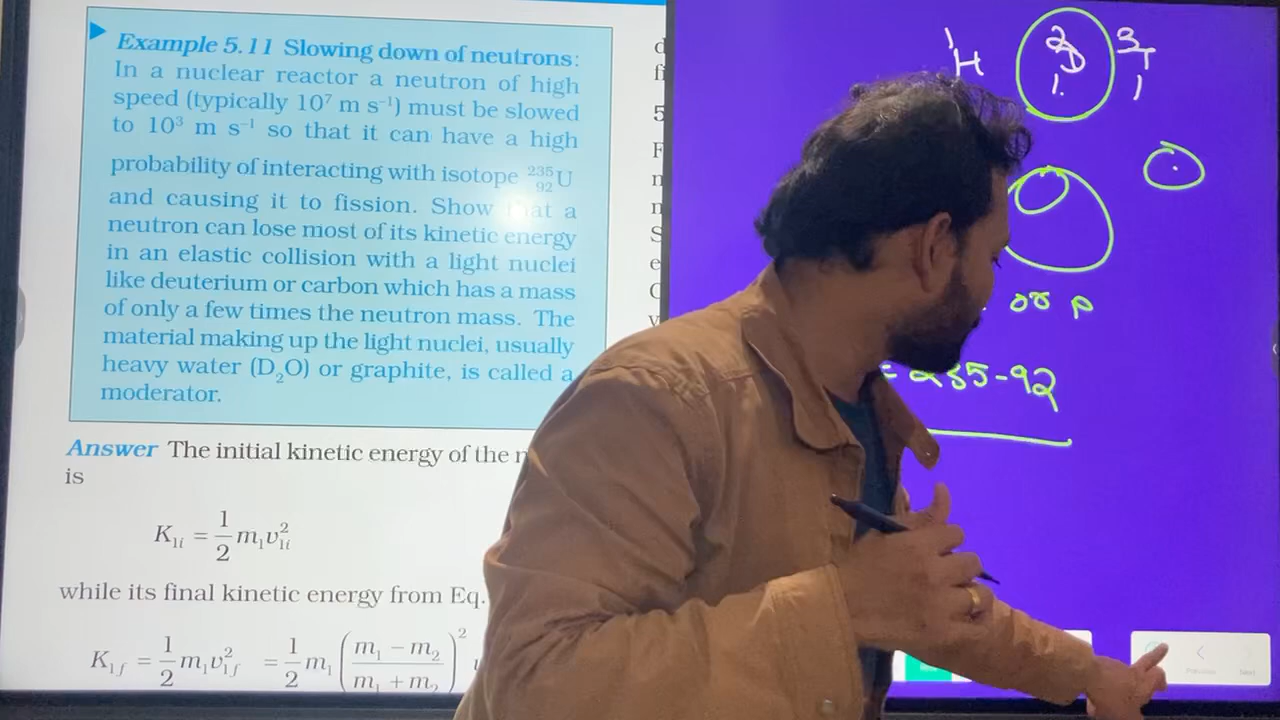 Example 5.11 Slowing down of neutrons:
In a nuclear reactor a neutron of high
speed (typically 10⁷ m s⁻¹) must be slowed
to 10³ m s⁻¹ so that it can have a high
probability of interacting with isotope ²³⁵₉₂U
and causing it to fission. Show at a
neutron can lose most of its kinetic energy
in an elastic collision with a light nuclei
like deuterium or carbon which has a mass
of only a few times the neutron mass. The
material making up the light nuclei, usually
heavy water (D₂O) or graphite, is called a
moderator.
Answer The initial kinetic energy of the n
is
K₁ᵢ = 1/2 m₁v₁ᵢ²
while its final kinetic energy from Eq.
K₁f = 1/2 m₁v₁f² = 1/2 m₁ ((m₁ − m₂)/(m₁ + m₂))²
d
fi
5
F
n
n
S
e
C
v
¹H ²₁D ³₁T
or p
= 235-92
Previous Next